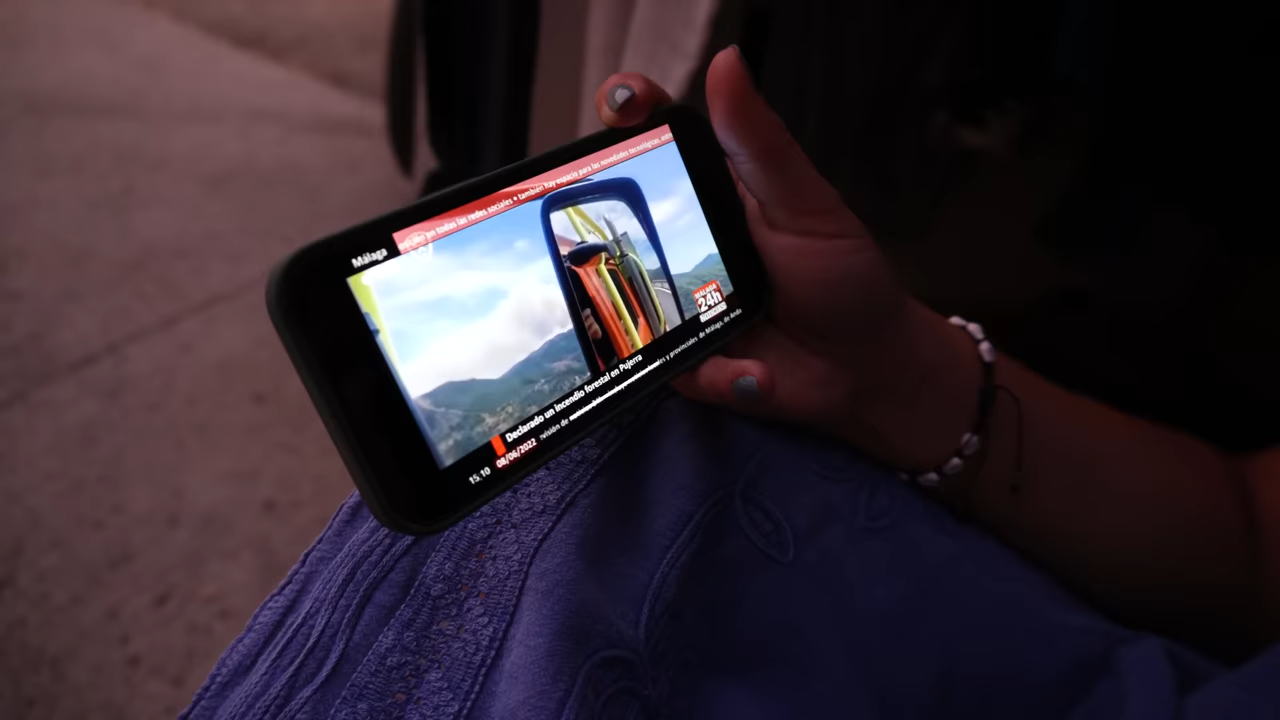 Málaga
en todas las redes sociales • también hay espacio para las novedades tecnológicas,
MÁLAGA
24h
Declarado un incendio forestal en Pujerra
15:10
08/06/2022
y provinciales de Málaga, de Anda